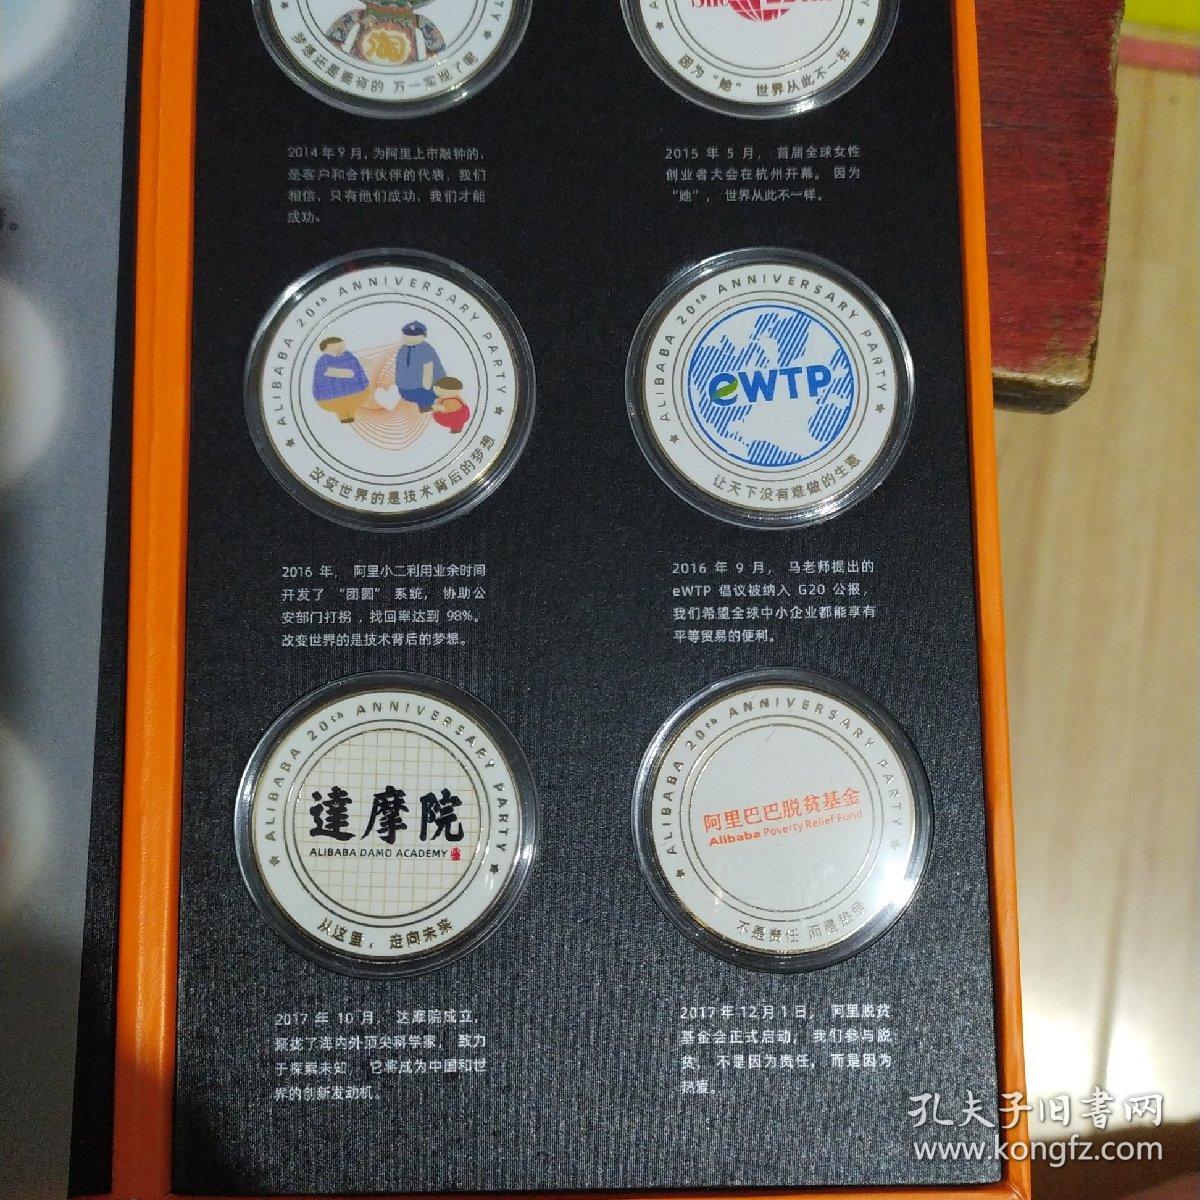 淘
梦想还是要有的 万一实现了呢
She
因为“她”世界从此不一样
2014年9月，为阿里上市敲钟的，
是客户和合作伙伴的代表，我们
相信，只有他们成功，我们才能
成功。
2015 年 5 月， 首届全球女性
创业者大会在杭州开幕。 因为
“她”， 世界从此不一样。
★ ALIBABA 20th ANNIVERSARY PARTY ★
改变世界的是技术背后的梦想
★ ALIBABA 20th ANNIVERSARY PARTY ★
eWTP
让天下没有难做的生意
2016 年， 阿里小二利用业余时间
开发了 “团圆” 系统， 协助公
安部门打拐 ，找回率达到 98%。
改变世界的是技术背后的梦想。
2016 年 9 月， 马老师提出的
eWTP 倡议被纳入 G20 公报，
我们希望全球中小企业都能享有
平等贸易的便利。
★ ALIBABA 20th ANNIVERSARY PARTY ★
達摩院
ALIBABA DAMO ACADEMY
从这里， 走向未来
★ ALIBABA 20th ANNIVERSARY PARTY ★
阿里巴巴脱贫基金
Alibaba Poverty Relief Fund
不是责任 而是热爱
2017 年 10 月， 达摩院成立，
聚拢了海内外顶尖科学家， 致力
于探索未知， 它将成为中国和世
界的创新发动机。
2017 年 12 月 1 日， 阿里脱贫
基金会正式启动， 我们参与脱
贫， 不是因为责任， 而是因为
热爱。
孔夫子旧书网
www.kongfz.com